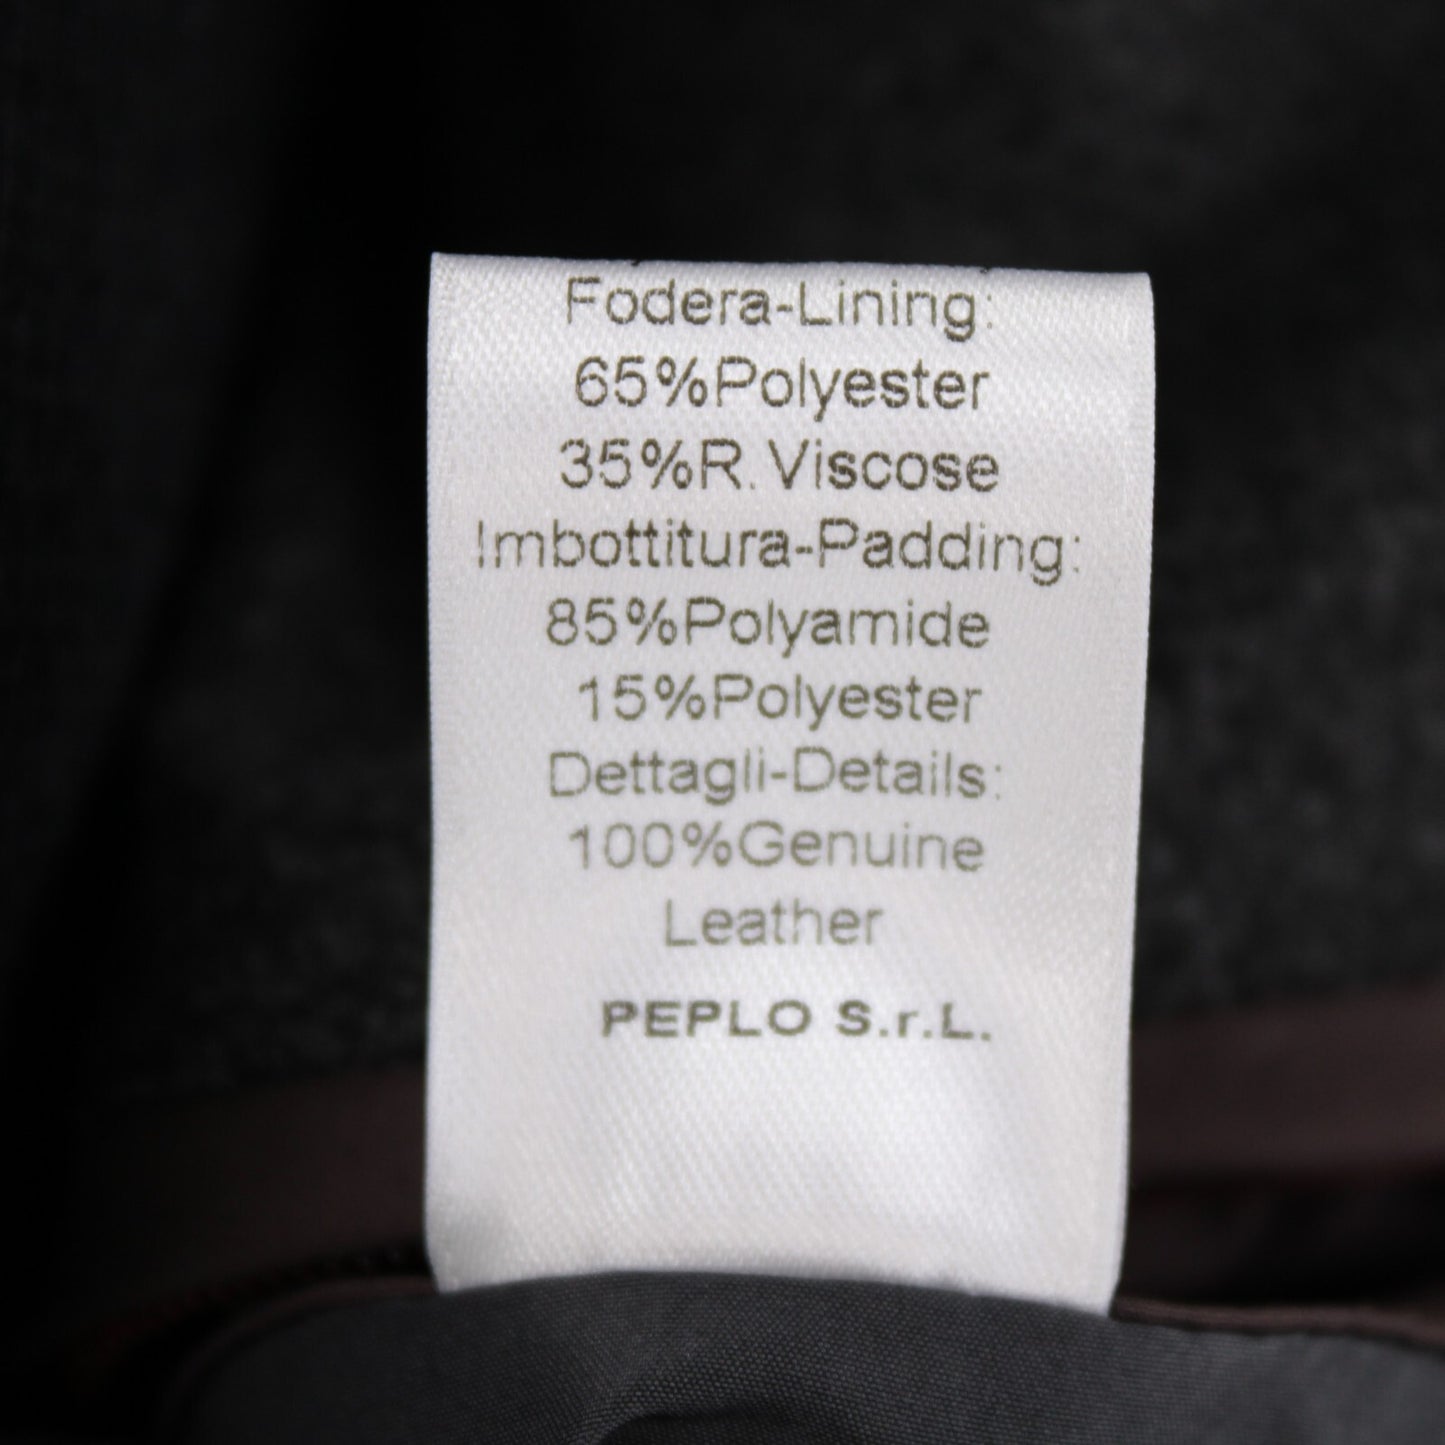 Fodera-Lining:
65%Polyester
35%R.Viscose
Imbottitura-Padding:
85%Polyamide
15%Polyester
Dettagli-Details:
100%Genuine
Leather
PEPLO S.r.L.